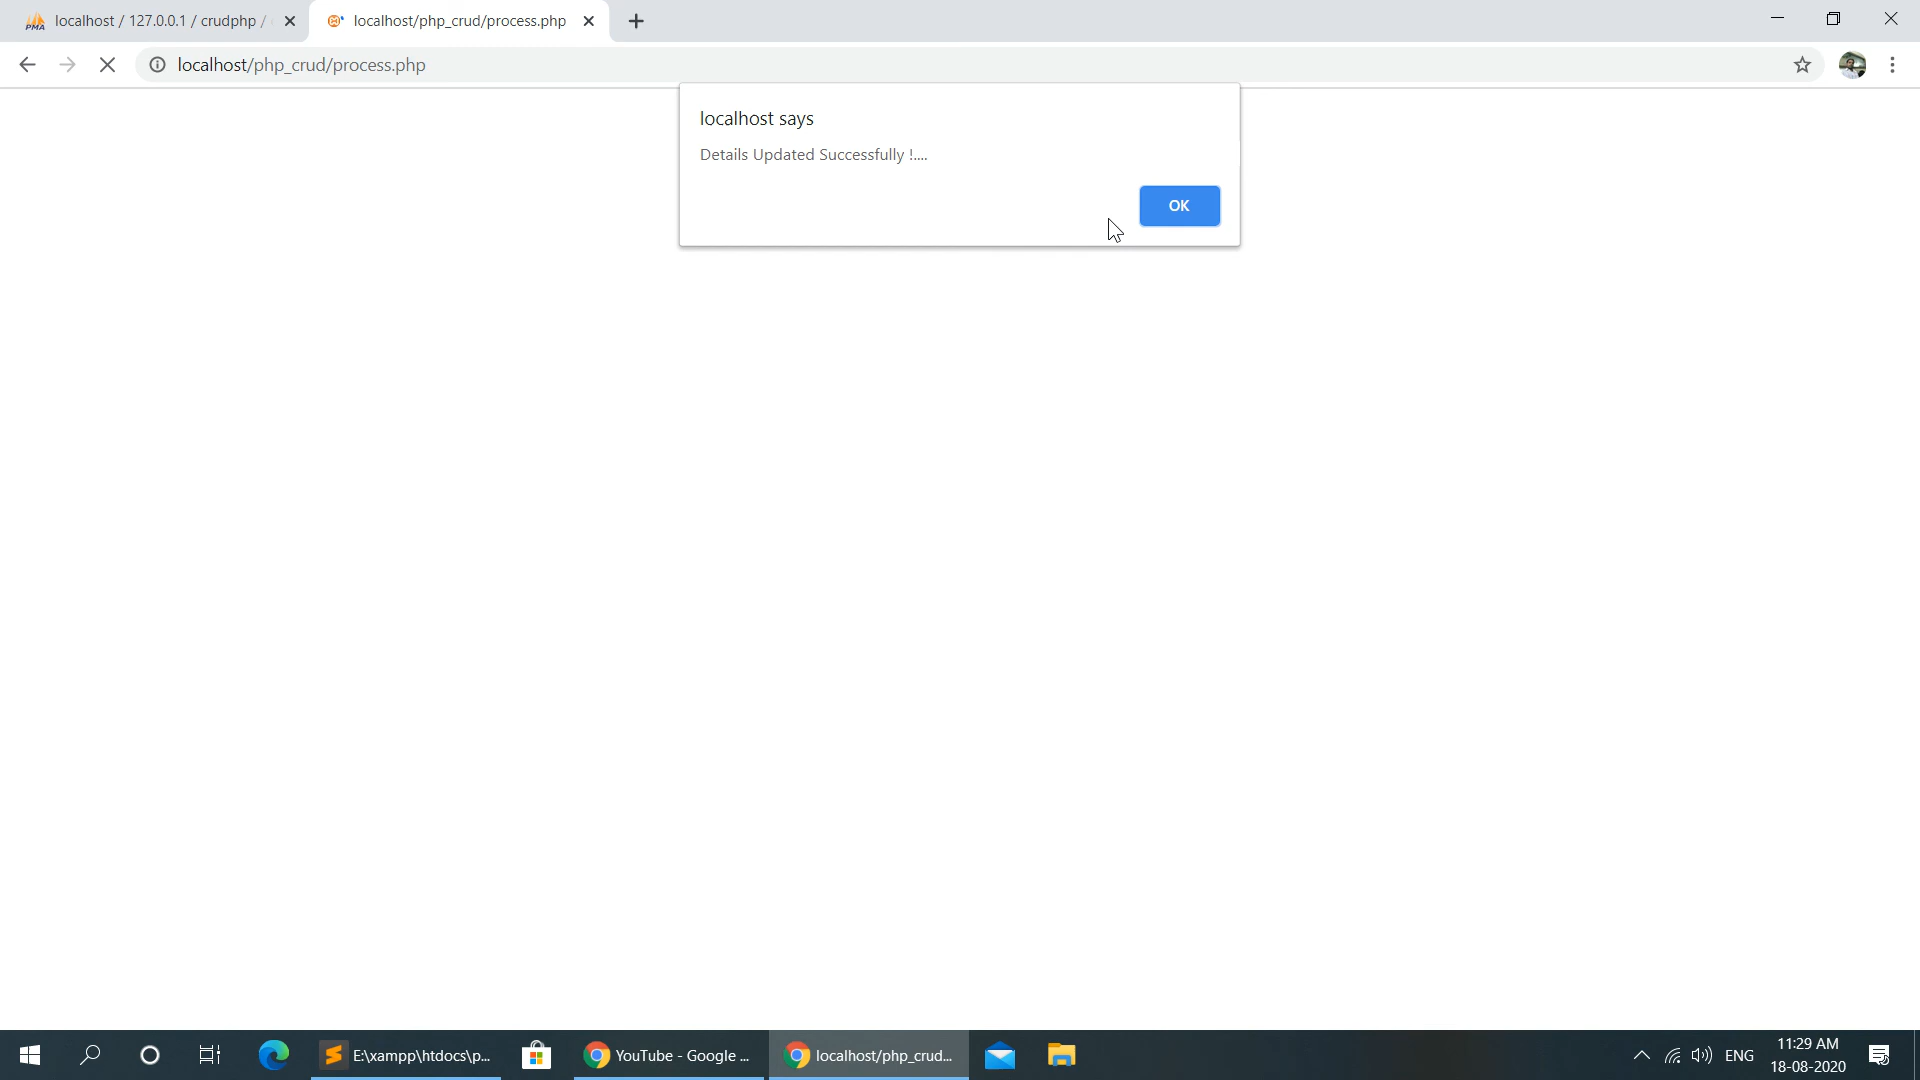 localhost / 127.0.0.1 / crudphp /
localhost/php_crud/process.php
localhost/php_crud/process.php
localhost says
Details Updated Successfully !....
OK
E:\xampp\htdocs\p...
YouTube - Google ...
localhost/php_crud...
ENG
11:29 AM
18-08-2020